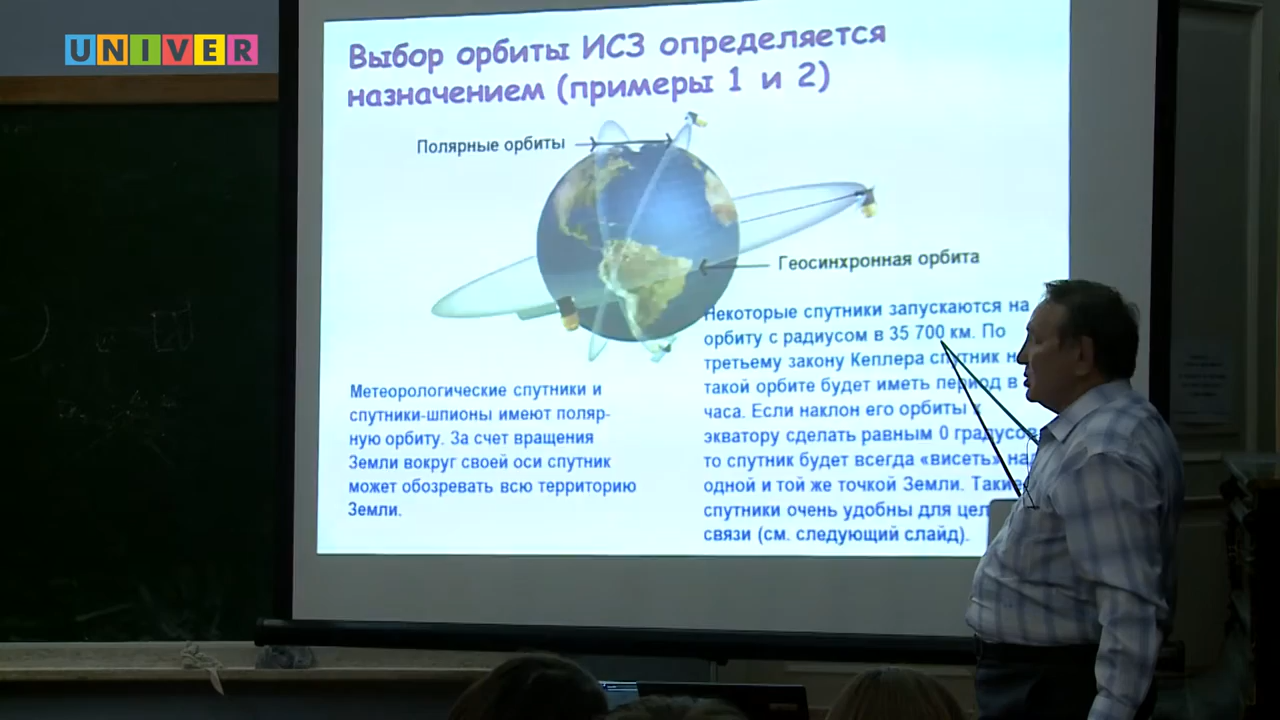 UNIVER
Выбор орбиты ИСЗ определяется
назначением (примеры 1 и 2)
Полярные орбиты
Геосинхронная орбита
Некоторые спутники запускаются на
орбиту с радиусом в 35 700 км. По
третьему закону Кеплера спутник
такой орбите будет иметь период в
часа. Если наклон его орбиты
экватору сделать равным 0 градусов
то спутник будет всегда «висеть»
одной и той же точкой Земли. Такие
спутники очень удобны для
связи (см. следующий слайд).
Метеорологические спутники и
спутники-шпионы имеют поляр-
ную орбиту. За счет вращения
Земли вокруг своей оси спутник
может обозревать всю территорию
Земли.